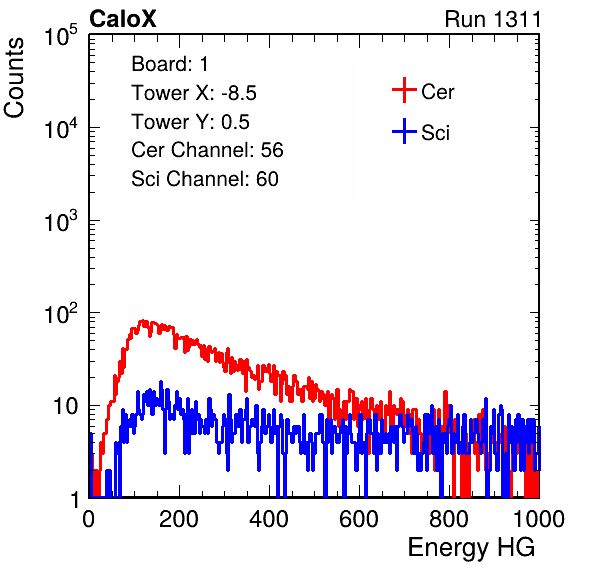 CaloX Run 1311
Counts
10^5
10^4
10^3
10^2
10
1
Board: 1
Tower X: -8.5
Tower Y: 0.5
Cer Channel: 56
Sci Channel: 60
Cer
Sci
0 200 400 600 800 1000
Energy HG